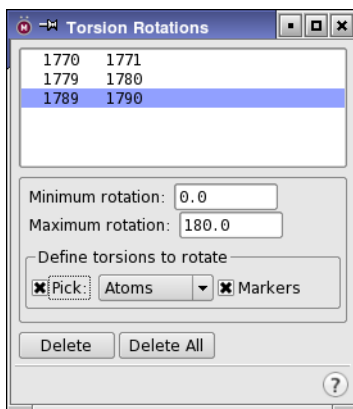 Torsion Rotations
1770 1771
1779 1780
1789 1790
Minimum rotation: 0.0
Maximum rotation: 180.0
Define torsions to rotate
Pick: Atoms Markers
Delete Delete All
?